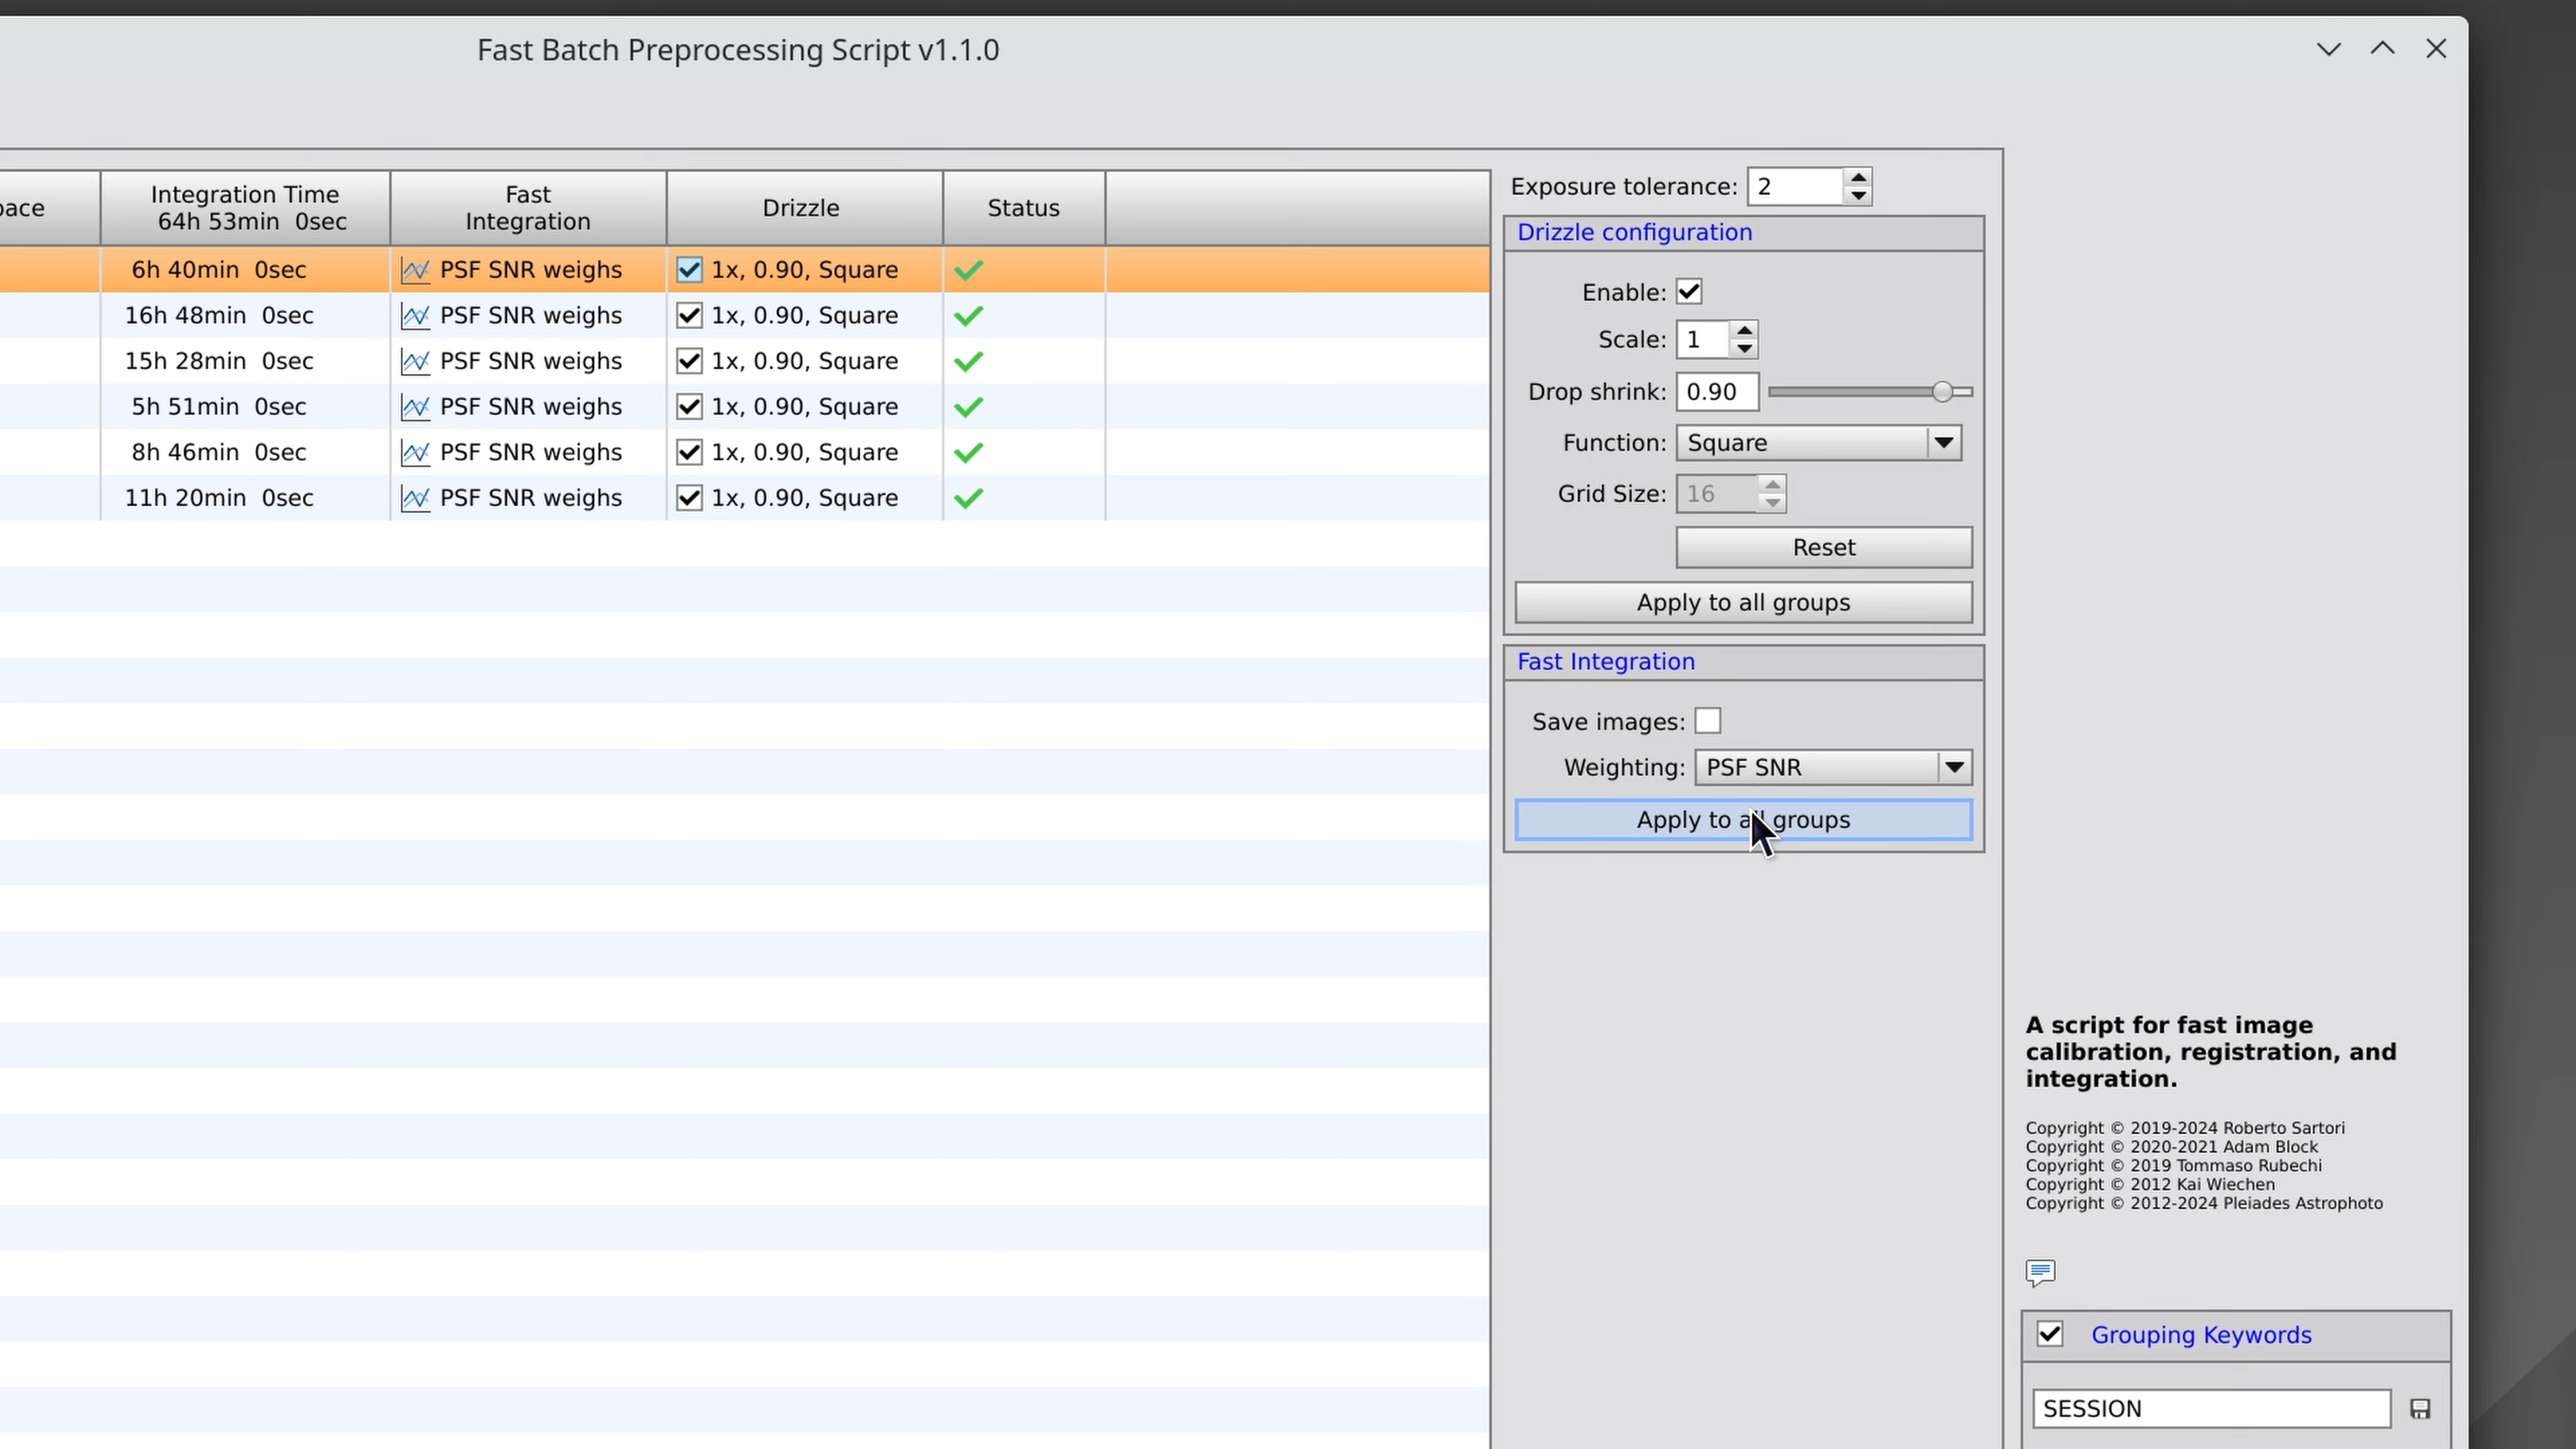 Fast Batch Preprocessing Script v1.1.0
Integration Time
64h 53min 0sec
Fast
Integration
Drizzle
Status
6h 40min 0sec PSF SNR weighs 1x, 0.90, Square
16h 48min 0sec PSF SNR weighs 1x, 0.90, Square
15h 28min 0sec PSF SNR weighs 1x, 0.90, Square
5h 51min 0sec PSF SNR weighs 1x, 0.90, Square
8h 46min 0sec PSF SNR weighs 1x, 0.90, Square
11h 20min 0sec PSF SNR weighs 1x, 0.90, Square
Exposure tolerance: 2
Drizzle configuration
Enable:
Scale: 1
Drop shrink: 0.90
Function: Square
Grid Size: 16
Reset
Apply to all groups
Fast Integration
Save images:
Weighting: PSF SNR
Apply to all groups
A script for fast image
calibration, registration, and
integration.
Copyright © 2019-2024 Roberto Sartori
Copyright © 2020-2021 Adam Block
Copyright © 2019 Tommaso Rubechi
Copyright © 2012 Kai Wiechen
Copyright © 2012-2024 Pleiades Astrophoto
Grouping Keywords
SESSION